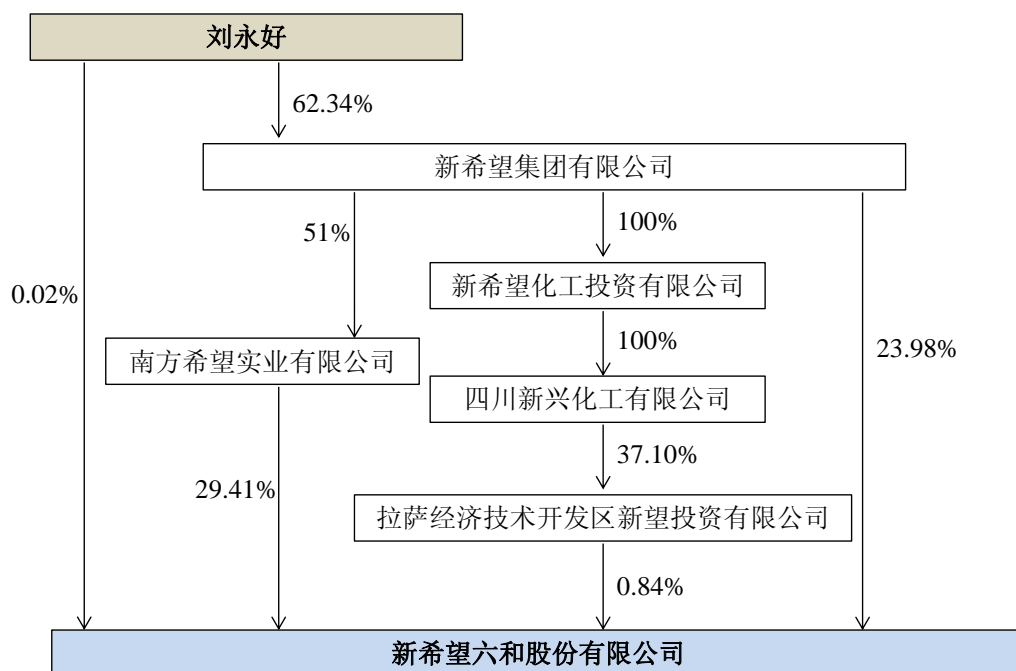 刘永好
62.34%
新希望集团有限公司
51%
100%
新希望化工投资有限公司
0.02%
南方希望实业有限公司
100%
23.98%
四川新兴化工有限公司
37.10%
29.41%
拉萨经济技术开发区新望投资有限公司
0.84%
新希望六和股份有限公司